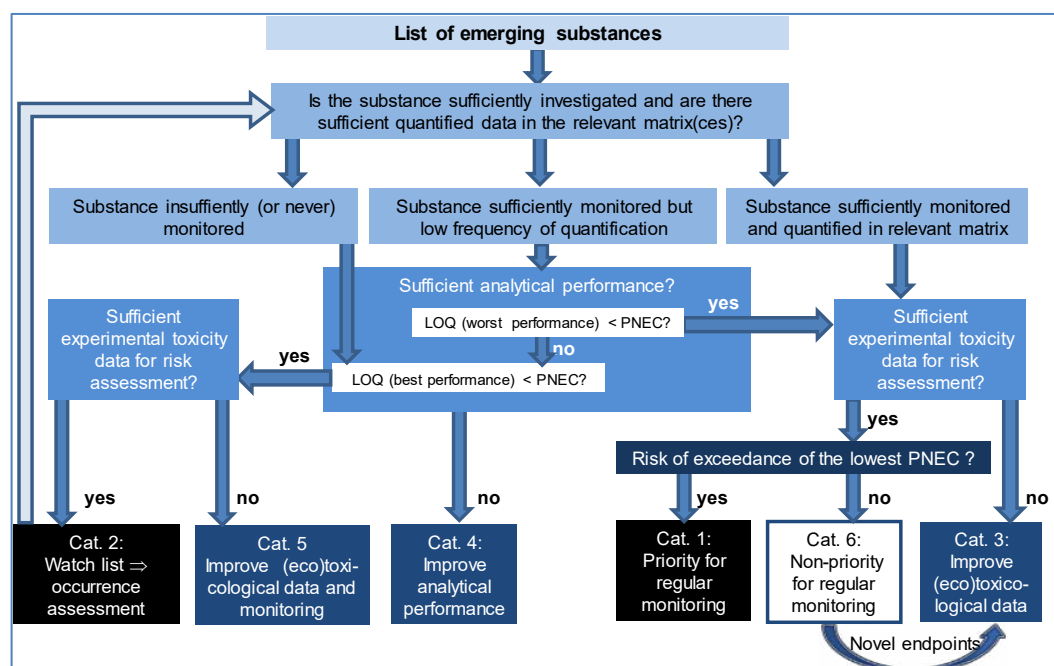 List of emerging substances
Is the substance sufficiently investigated and are there
sufficient quantified data in the relevant matrix(ces)?
Substance insuffiently (or never)
monitored
Substance sufficiently monitored but
low frequency of quantification
Substance sufficiently monitored
and quantified in relevant matrix
Sufficient analytical performance?
LOQ (worst performance) < PNEC?
yes
no
LOQ (best performance) < PNEC?
yes
Sufficient
experimental toxicity
data for risk
assessment?
Sufficient
experimental toxicity
data for risk
assessment?
yes
Risk of exceedance of the lowest PNEC ?
yes
no
no
yes
no
no
Cat. 2:
Watch list ⇒
occurrence
assessment
Cat. 5
Improve (eco)toxi-
cological data and
monitoring
Cat. 4:
Improve
analytical
performance
Cat. 1:
Priority for
regular
monitoring
Cat. 6:
Non-priority
for regular
monitoring
Cat. 3:
Improve
(eco)toxico-
logical data
Novel endpoints